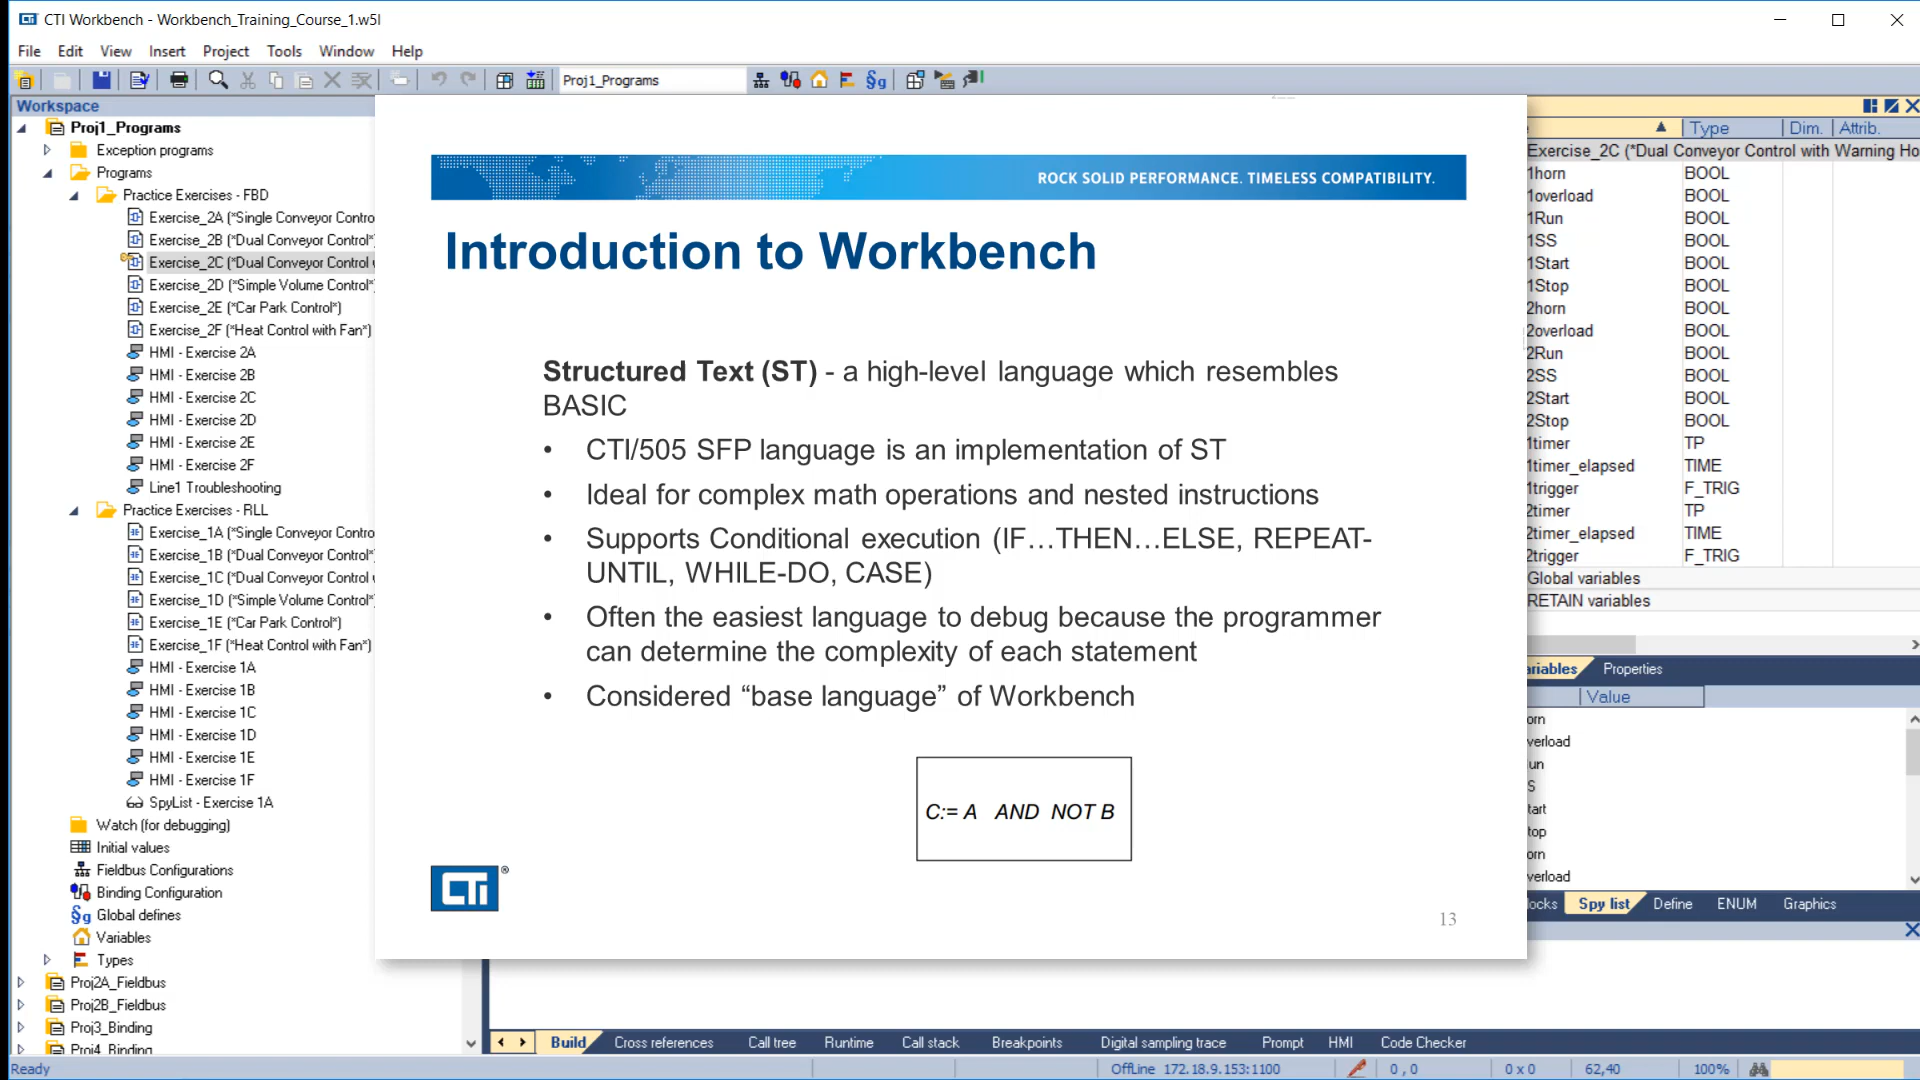 CTI Workbench - Workbench_Training_Course_1.w5l
File Edit View Insert Project Tools Window Help
Proj1_Programs
Workspace
Proj1_Programs
Exception programs
Programs
Practice Exercises - FBD
Exercise_2A (*Single Conveyor Contro
Exercise_2B (*Dual Conveyor Control*
Exercise_2C (*Dual Conveyor Control
Exercise_2D (*Simple Volume Control*
Exercise_2E (*Car Park Control*)
Exercise_2F (*Heat Control with Fan*)
HMI - Exercise 2A
HMI - Exercise 2B
HMI - Exercise 2C
HMI - Exercise 2D
HMI - Exercise 2E
HMI - Exercise 2F
Line1 Troubleshooting
Practice Exercises - RLL
Exercise_1A (*Single Conveyor Contro
Exercise_1B (*Dual Conveyor Control*
Exercise_1C (*Dual Conveyor Control
Exercise_1D (*Simple Volume Control*
Exercise_1E (*Car Park Control*)
Exercise_1F (*Heat Control with Fan*)
HMI - Exercise 1A
HMI - Exercise 1B
HMI - Exercise 1C
HMI - Exercise 1D
HMI - Exercise 1E
HMI - Exercise 1F
SpyList - Exercise 1A
Watch (for debugging)
Initial values
Fieldbus Configurations
Binding Configuration
Global defines
Variables
Types
Proj2A_Fieldbus
Proj2B_Fieldbus
Proj3_Binding
Proj4_Binding
ROCK SOLID PERFORMANCE. TIMELESS COMPATIBILITY.
Introduction to Workbench
Structured Text (ST) - a high-level language which resembles
BASIC
• CTI/505 SFP language is an implementation of ST
• Ideal for complex math operations and nested instructions
• Supports Conditional execution (IF…THEN…ELSE, REPEAT-
UNTIL, WHILE-DO, CASE)
• Often the easiest language to debug because the programmer
can determine the complexity of each statement
• Considered “base language” of Workbench
C:= A AND NOT B
CTi ®
13
Type Dim. Attrib.
Exercise_2C (*Dual Conveyor Control with Warning Ho
1horn BOOL
1overload BOOL
1Run BOOL
1SS BOOL
1Start BOOL
1Stop BOOL
2horn BOOL
2overload BOOL
2Run BOOL
2SS BOOL
2Start BOOL
2Stop BOOL
1timer TP
1timer_elapsed TIME
1trigger F_TRIG
2timer TP
2timer_elapsed TIME
2trigger F_TRIG
Global variables
RETAIN variables
ariables Properties
Value
orn
verload
un
S
tart
top
orn
verload
locks Spy list Define ENUM Graphics
Build Cross references Call tree Runtime Call stack Breakpoints Digital sampling trace Prompt HMI Code Checker
Ready OffLine 172.18.9.153:1100 0 , 0 0 x 0 62,40 100%